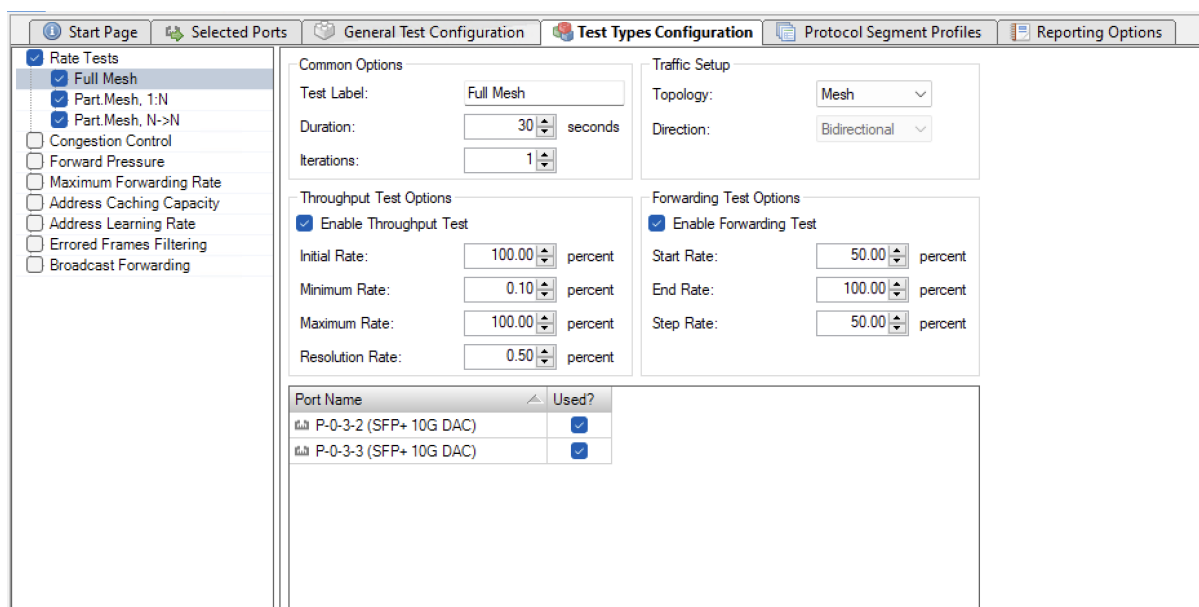 Start Page Selected Ports General Test Configuration Test Types Configuration Protocol Segment Profiles Reporting Options
Rate Tests
Full Mesh
Part.Mesh, 1:N
Part.Mesh, N->N
Congestion Control
Forward Pressure
Maximum Forwarding Rate
Address Caching Capacity
Address Learning Rate
Errored Frames Filtering
Broadcast Forwarding
Common Options
Test Label: Full Mesh
Duration: 30 seconds
Iterations: 1
Traffic Setup
Topology: Mesh
Direction: Bidirectional
Throughput Test Options
Enable Throughput Test
Initial Rate: 100.00 percent
Minimum Rate: 0.10 percent
Maximum Rate: 100.00 percent
Resolution Rate: 0.50 percent
Forwarding Test Options
Enable Forwarding Test
Start Rate: 50.00 percent
End Rate: 100.00 percent
Step Rate: 50.00 percent
Port Name Used?
P-0-3-2 (SFP+ 10G DAC)
P-0-3-3 (SFP+ 10G DAC)